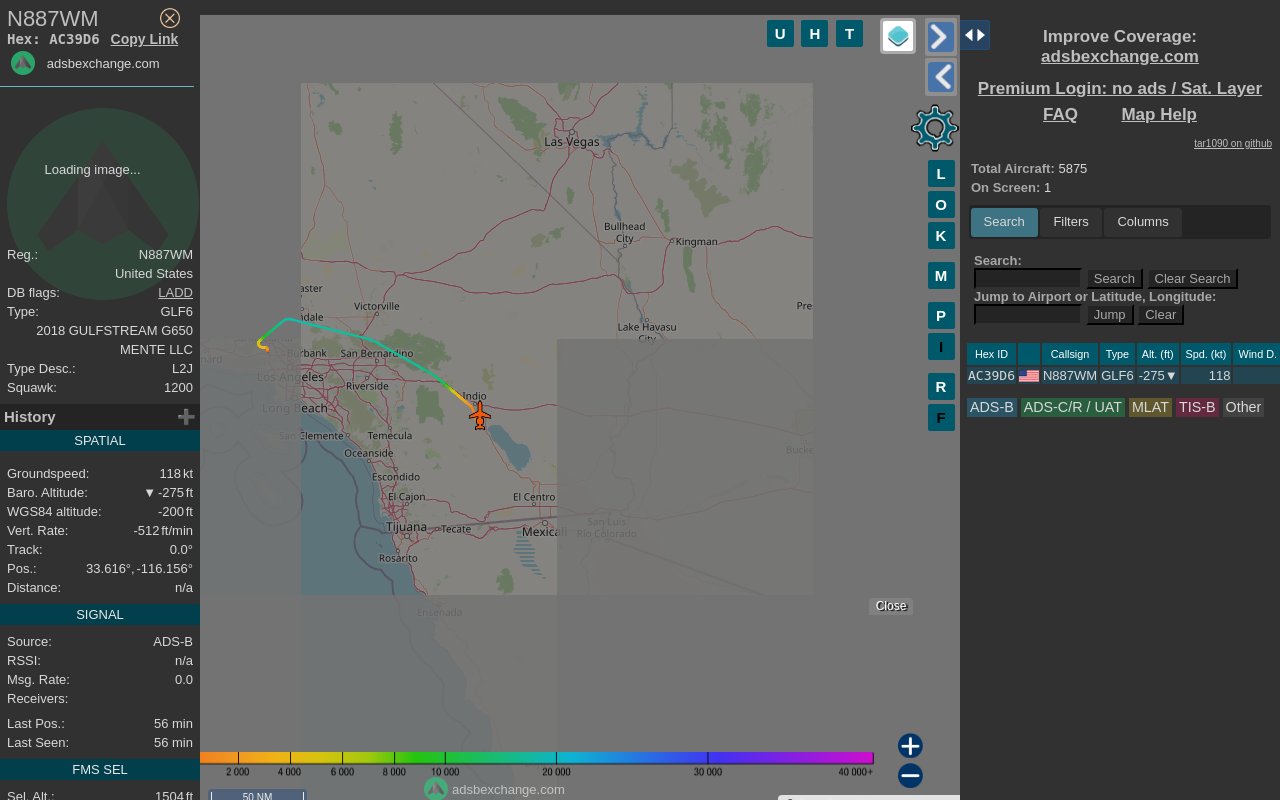 N887WM
Hex: AC39D6 Copy Link
adsbexchange.com
Loading image...
Reg.: N887WM
United States
DB flags: LADD
Type: GLF6
2018 GULFSTREAM G650
MENTE LLC
Type Desc.: L2J
Squawk: 1200
History
SPATIAL
Groundspeed: 118 kt
Baro. Altitude: ▼ -275 ft
WGS84 altitude: -200 ft
Vert. Rate: -512 ft/min
Track: 0.0°
Pos.: 33.616°, -116.156°
Distance: n/a
SIGNAL
Source: ADS-B
RSSI: n/a
Msg. Rate: 0.0
Receivers:
Last Pos.: 56 min
Last Seen: 56 min
FMS SEL
Sel. Alt.: 1504 ft
U H T
L
O
K
M
P
I
R
F
Las Vegas
Bullhead
City
Kingman
Victorville
Lake Havasu
City
San Bernardino
Los Angeles
Riverside
Indio
Long Beach
San Clemente
Temecula
Oceanside
Escondido
El Cajon
El Centro
Tijuana
Tecate
San Luis
Río Colorado
Rosarito
Ensenada
Close
2 000 4 000 6 000 8 000 10 000 20 000 30 000 40 000+
adsbexchange.com
50 NM
Improve Coverage:
adsbexchange.com
Premium Login: no ads / Sat. Layer
FAQ Map Help
tar1090 on github
Total Aircraft: 5875
On Screen: 1
Search Filters Columns
Search:
Search Clear Search
Jump to Airport or Latitude, Longitude:
Jump Clear
Hex ID Callsign Type Alt. (ft) Spd. (kt) Wind D.
AC39D6 N887WM GLF6 -275▼ 118
ADS-B ADS-C/R / UAT MLAT TIS-B Other